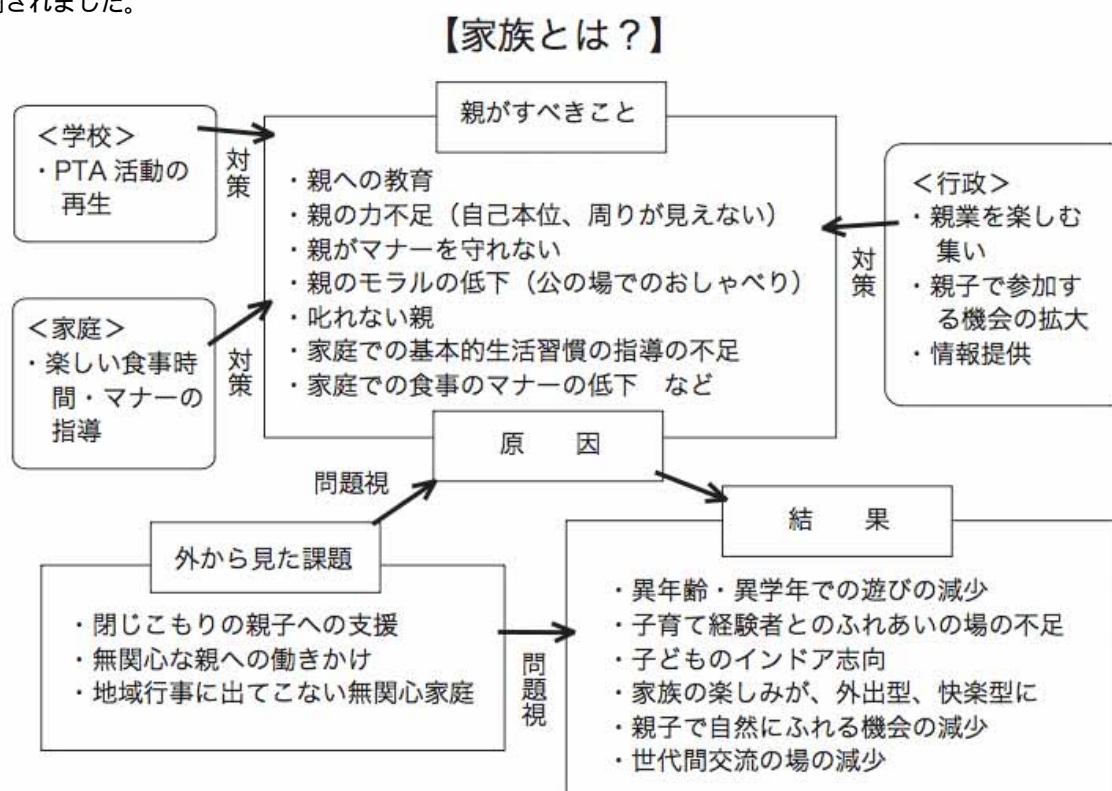 されました。
【家族とは?】
親がすべきこと
<学校>
・PTA 活動の
再生
対策
・親への教育
・親の力不足(自己本位、周りが見えない)
・親がマナーを守れない
・親のモラルの低下(公の場でのおしゃべり)
・叱れない親
・家庭での基本的生活習慣の指導の不足
・家庭での食事のマナーの低下 など
<行政>
・親業を楽しむ
集い
・親子で参加す
る機会の拡大
・情報提供
対策
<家庭>
・楽しい食事時
間・マナーの
指導
対策
原 因
問題視
結 果
外から見た課題
・閉じこもりの親子への支援
・無関心な親への働きかけ
・地域行事に出てこない無関心家庭
問題視
・異年齢・異学年での遊びの減少
・子育て経験者とのふれあいの場の不足
・子どものインドア志向
・家族の楽しみが、外出型、快楽型に
・親子で自然にふれる機会の減少
・世代間交流の場の減少